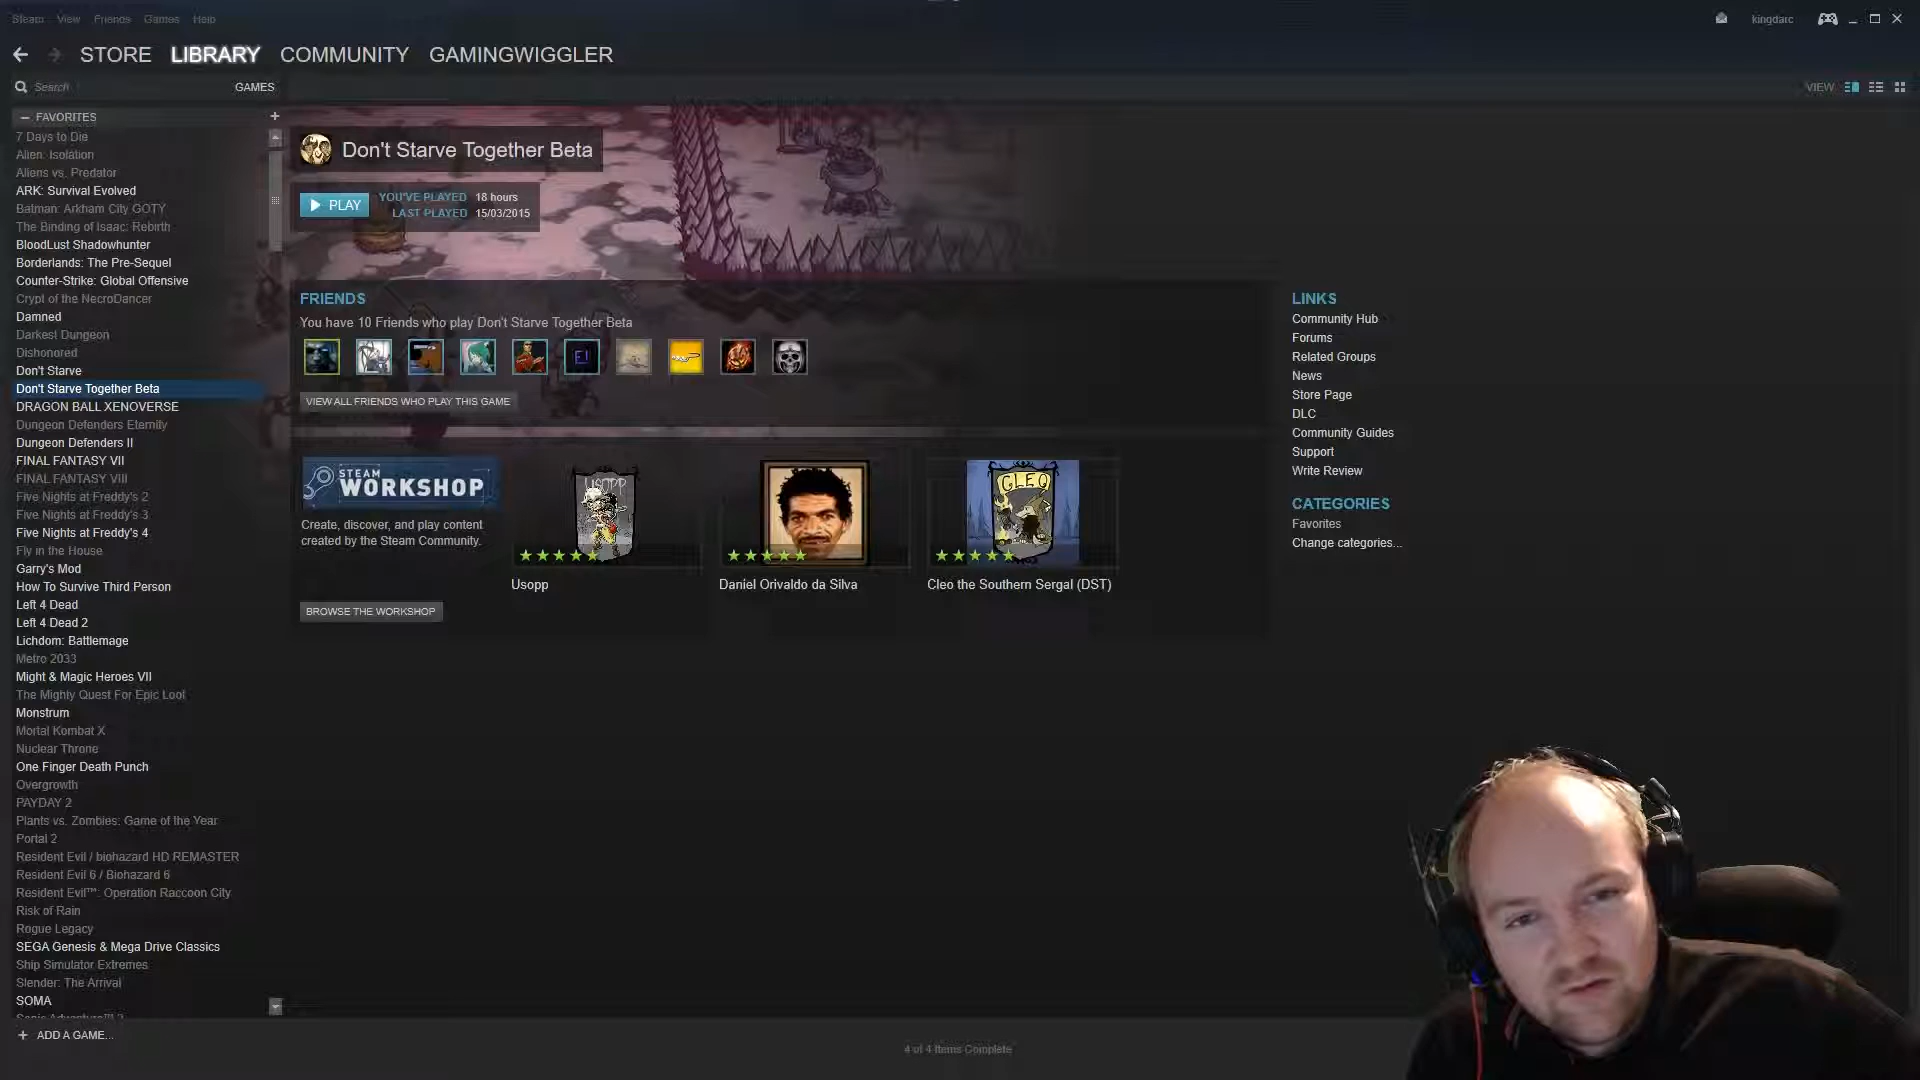 Steam View Friends Games Help
kingdarc
STORE LIBRARY COMMUNITY GAMINGWIGGLER
Search GAMES
VIEW
FAVORITES
7 Days to Die
Alien: Isolation
Aliens vs. Predator
ARK: Survival Evolved
Batman: Arkham City GOTY
The Binding of Isaac: Rebirth
BloodLust Shadowhunter
Borderlands: The Pre-Sequel
Counter-Strike: Global Offensive
Crypt of the NecroDancer
Damned
Darkest Dungeon
Dishonored
Don't Starve
Don't Starve Together Beta
DRAGON BALL XENOVERSE
Dungeon Defenders Eternity
Dungeon Defenders II
FINAL FANTASY VII
FINAL FANTASY VIII
Five Nights at Freddy's 2
Five Nights at Freddy's 3
Five Nights at Freddy's 4
Fly in the House
Garry's Mod
How To Survive Third Person
Left 4 Dead
Left 4 Dead 2
Lichdom: Battlemage
Metro 2033
Might & Magic Heroes VII
The Mighty Quest For Epic Loot
Monstrum
Mortal Kombat X
Nuclear Throne
One Finger Death Punch
Overgrowth
PAYDAY 2
Plants vs. Zombies: Game of the Year
Portal 2
Resident Evil / biohazard HD REMASTER
Resident Evil 6 / Biohazard 6
Resident Evil™: Operation Raccoon City
Risk of Rain
Rogue Legacy
SEGA Genesis & Mega Drive Classics
Ship Simulator Extremes
Slender: The Arrival
SOMA
ADD A GAME...
Don't Starve Together Beta
PLAY
YOU'VE PLAYED 18 hours
LAST PLAYED 15/03/2015
FRIENDS
You have 10 Friends who play Don't Starve Together Beta
VIEW ALL FRIENDS WHO PLAY THIS GAME
STEAM
WORKSHOP
Create, discover, and play content
created by the Steam Community.
BROWSE THE WORKSHOP
USOPP
Usopp
Daniel Orivaldo da Silva
CLEO
Cleo the Southern Sergal (DST)
LINKS
Community Hub
Forums
Related Groups
News
Store Page
DLC
Community Guides
Support
Write Review
CATEGORIES
Favorites
Change categories...
4 of 4 Items Complete